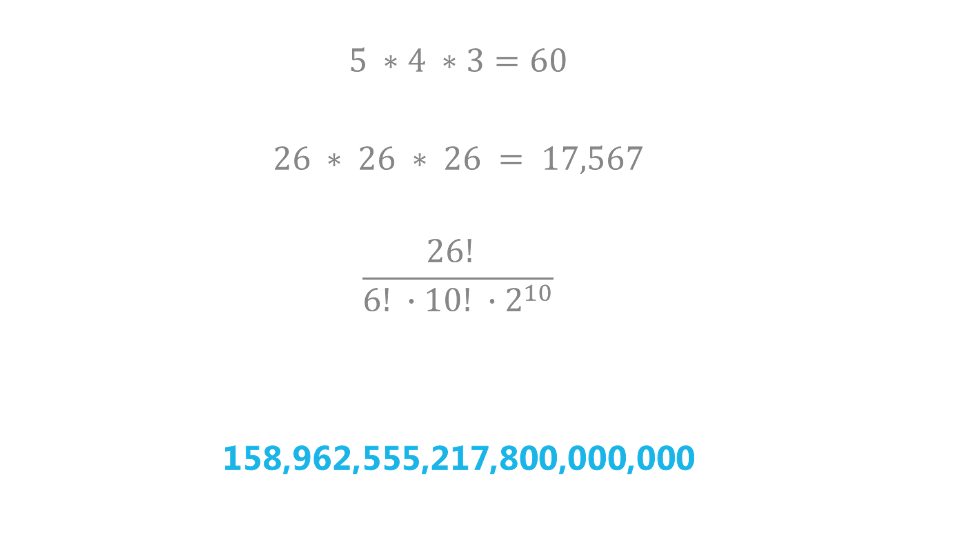 5 * 4 * 3 = 60
26 * 26 * 26 = 17,567
26!
6! · 10! · 2¹⁰
158,962,555,217,800,000,000